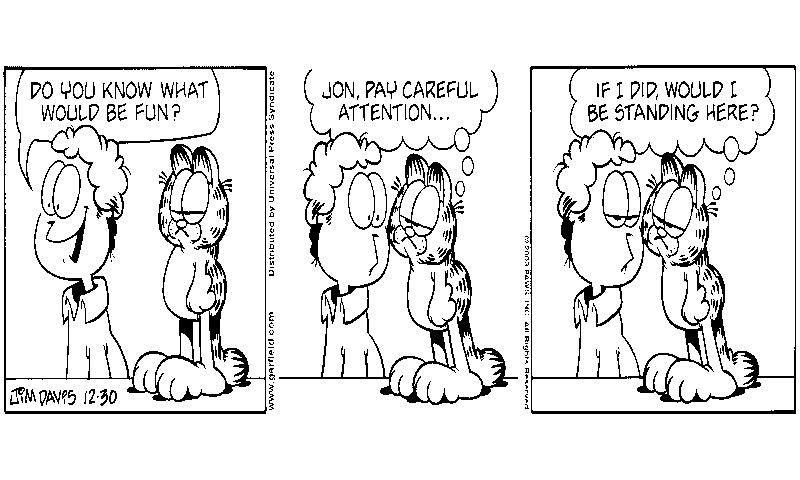 DO YOU KNOW WHAT
WOULD BE FUN?
JIM DAVIS 12·30
www.garfield.com
Distributed by Universal Press Syndicate
JON, PAY CAREFUL
ATTENTION...
IF I DID, WOULD I
BE STANDING HERE?
PAWS, INC. All Rights Reserved